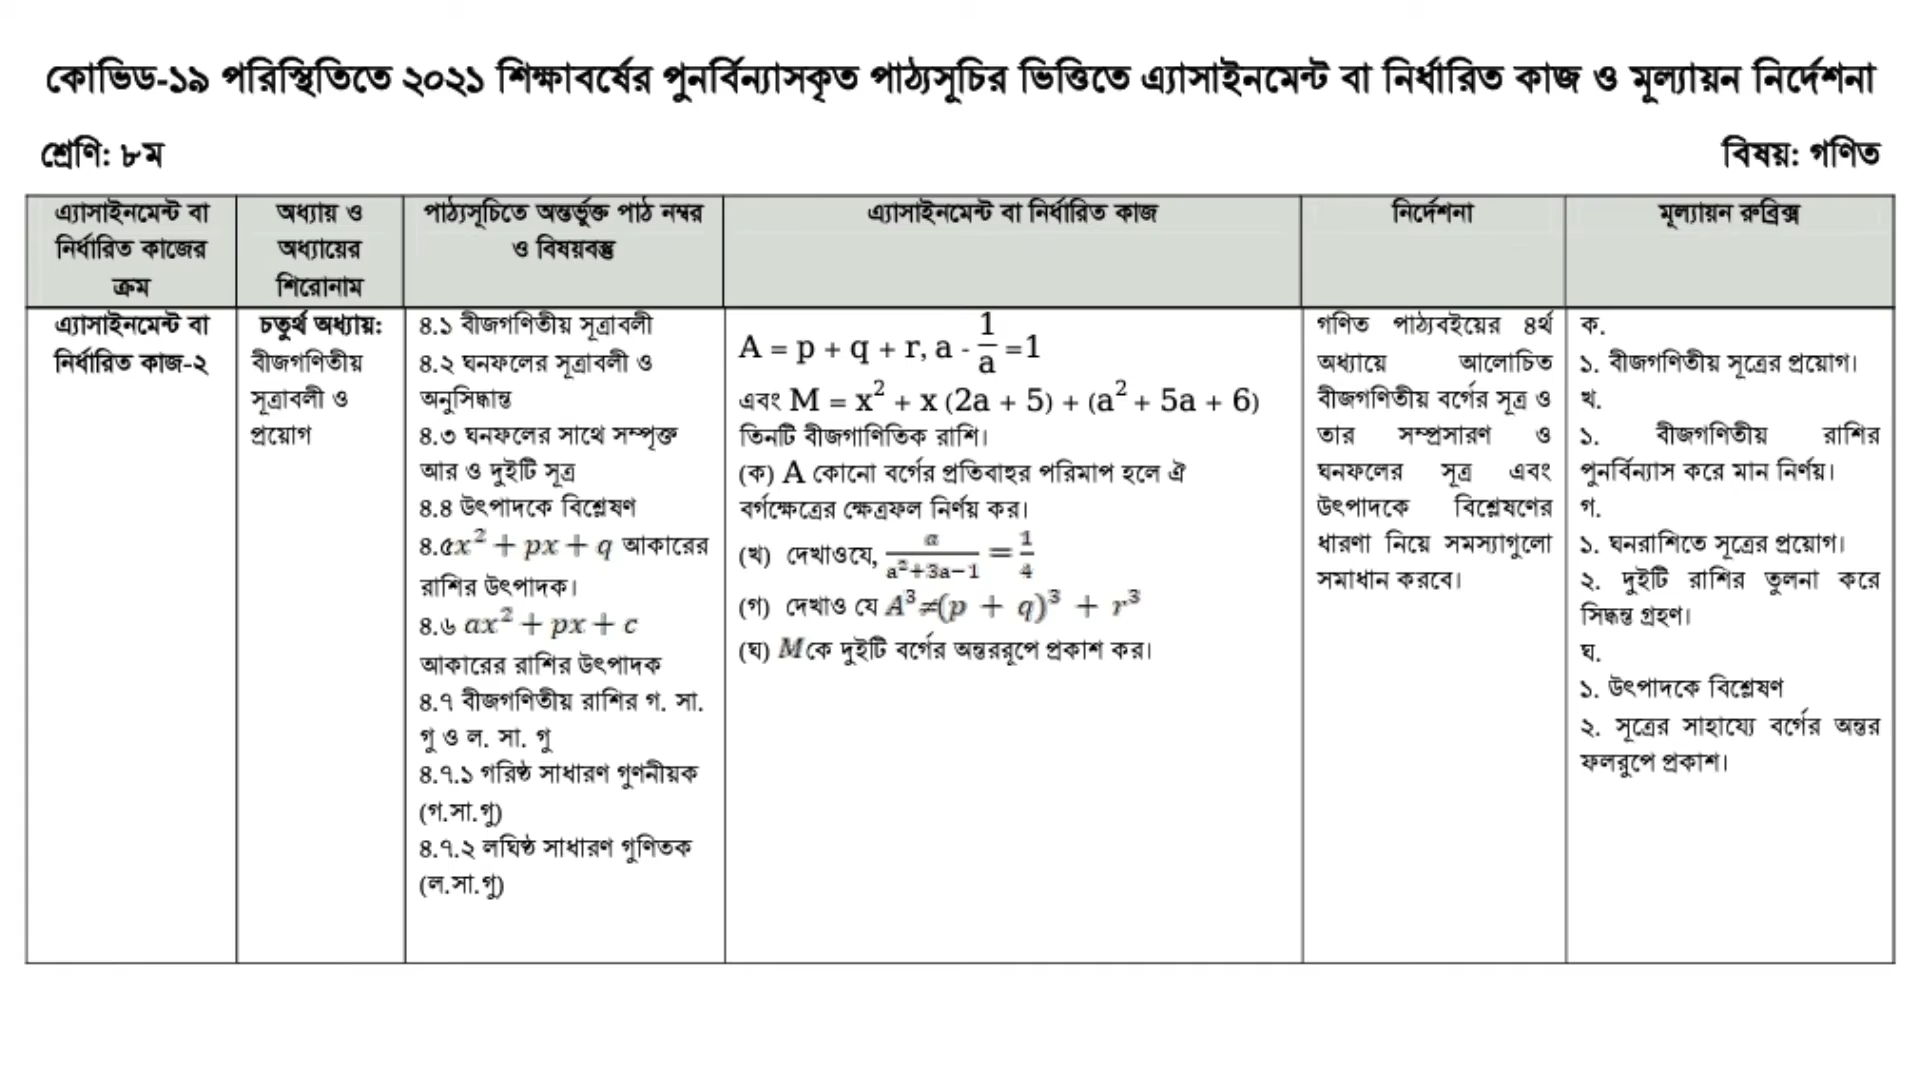 কোভিড-১৯ পরিস্থিতিতে ২০২১ শিক্ষাবর্ষের পুনর্বিন্যাসকৃত পাঠ্যসূচির ভিত্তিতে এ্যাসাইনমেন্ট বা নির্ধারিত কাজ ও মূল্যায়ন নির্দেশনা
শ্রেণি: ৮ম
বিষয়: গণিত
এ্যাসাইনমেন্ট বা
নির্ধারিত কাজের
ক্রম
অধ্যায় ও
অধ্যায়ের
শিরোনাম
পাঠ্যসূচিতে অন্তর্ভুক্ত পাঠ নম্বর
ও বিষয়বস্তু
এ্যাসাইনমেন্ট বা নির্ধারিত কাজ
নির্দেশনা
মূল্যায়ন রুব্রিক্স
এ্যাসাইনমেন্ট বা
নির্ধারিত কাজ-২
চতুর্থ অধ্যায়:
বীজগণিতীয়
সূত্রাবলী ও
প্রয়োগ
৪.১ বীজগণিতীয় সূত্রাবলী
৪.২ ঘনফলের সূত্রাবলী ও
অনুসিদ্ধান্ত
৪.৩ ঘনফলের সাথে সম্পৃক্ত
আর ও দুইটি সূত্র
৪.৪ উৎপাদকে বিশ্লেষণ
৪.৫x² + px + q আকারের
রাশির উৎপাদক।
৪.৬ ax² + px + c
আকারের রাশির উৎপাদক
৪.৭ বীজগণিতীয় রাশির গ. সা.
গু ও ল. সা. গু
৪.৭.১ গরিষ্ঠ সাধারণ গুণনীয়ক
(গ.সা.গু)
৪.৭.২ লঘিষ্ঠ সাধারণ গুণিতক
(ল.সা.গু)
A = p + q + r, a - 1/a =1
এবং M = x² + x (2a + 5) + (a² + 5a + 6)
তিনটি বীজগাণিতিক রাশি।
(ক) A কোনো বর্গের প্রতিবাহুর পরিমাপ হলে ঐ
বর্গক্ষেত্রের ক্ষেত্রফল নির্ণয় কর।
(খ) দেখাওযে, a/(a²+3a−1) = 1/4
(গ) দেখাও যে A³≠(p + q)³ + r³
(ঘ) Mকে দুইটি বর্গের অন্তররূপে প্রকাশ কর।
গণিত পাঠ্যবইয়ের ৪র্থ
অধ্যায়ে আলোচিত
বীজগণিতীয় বর্গের সূত্র ও
তার সম্প্রসারণ ও
ঘনফলের সূত্র এবং
উৎপাদকে বিশ্লেষণের
ধারণা নিয়ে সমস্যাগুলো
সমাধান করবে।
ক.
১. বীজগণিতীয় সূত্রের প্রয়োগ।
খ.
১. বীজগণিতীয় রাশির
পুনর্বিন্যাস করে মান নির্ণয়।
গ.
১. ঘনরাশিতে সূত্রের প্রয়োগ।
২. দুইটি রাশির তুলনা করে
সিদ্ধন্ত গ্রহণ।
ঘ.
১. উৎপাদকে বিশ্লেষণ
২. সূত্রের সাহায্যে বর্গের অন্তর
ফলরুপে প্রকাশ।